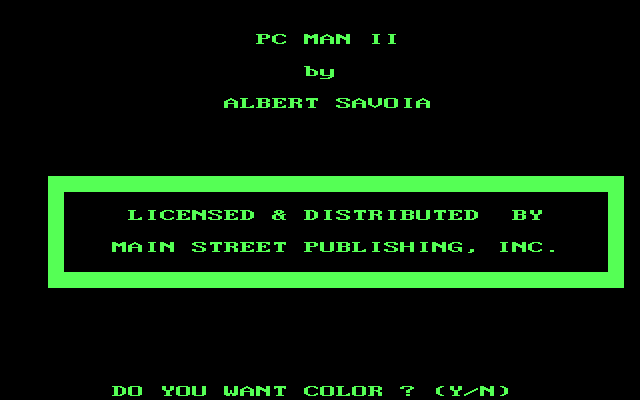 PC MAN II
by
ALBERT SAVOIA
LICENSED & DISTRIBUTED  BY
MAIN STREET PUBLISHING, INC.
DO YOU WANT COLOR ? (Y/N)